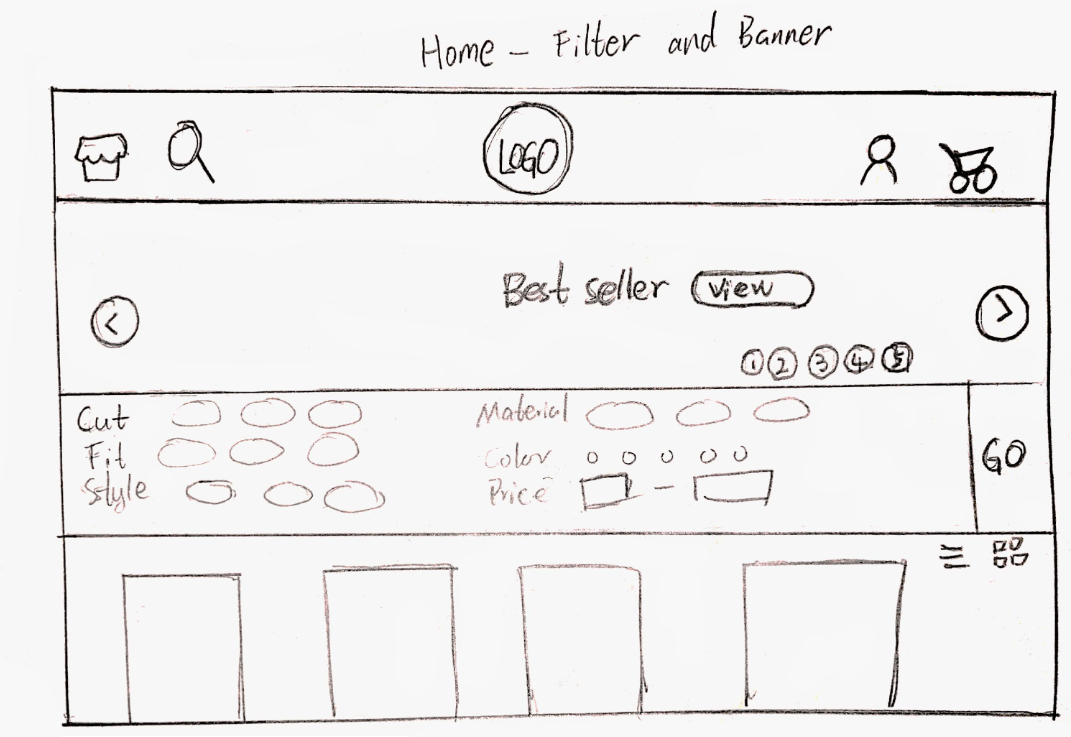 Home - Filter and Banner
LOGO
Best seller view
1 2 3 4 5
Cut
Fit
Style
Material
Color
Price -
GO